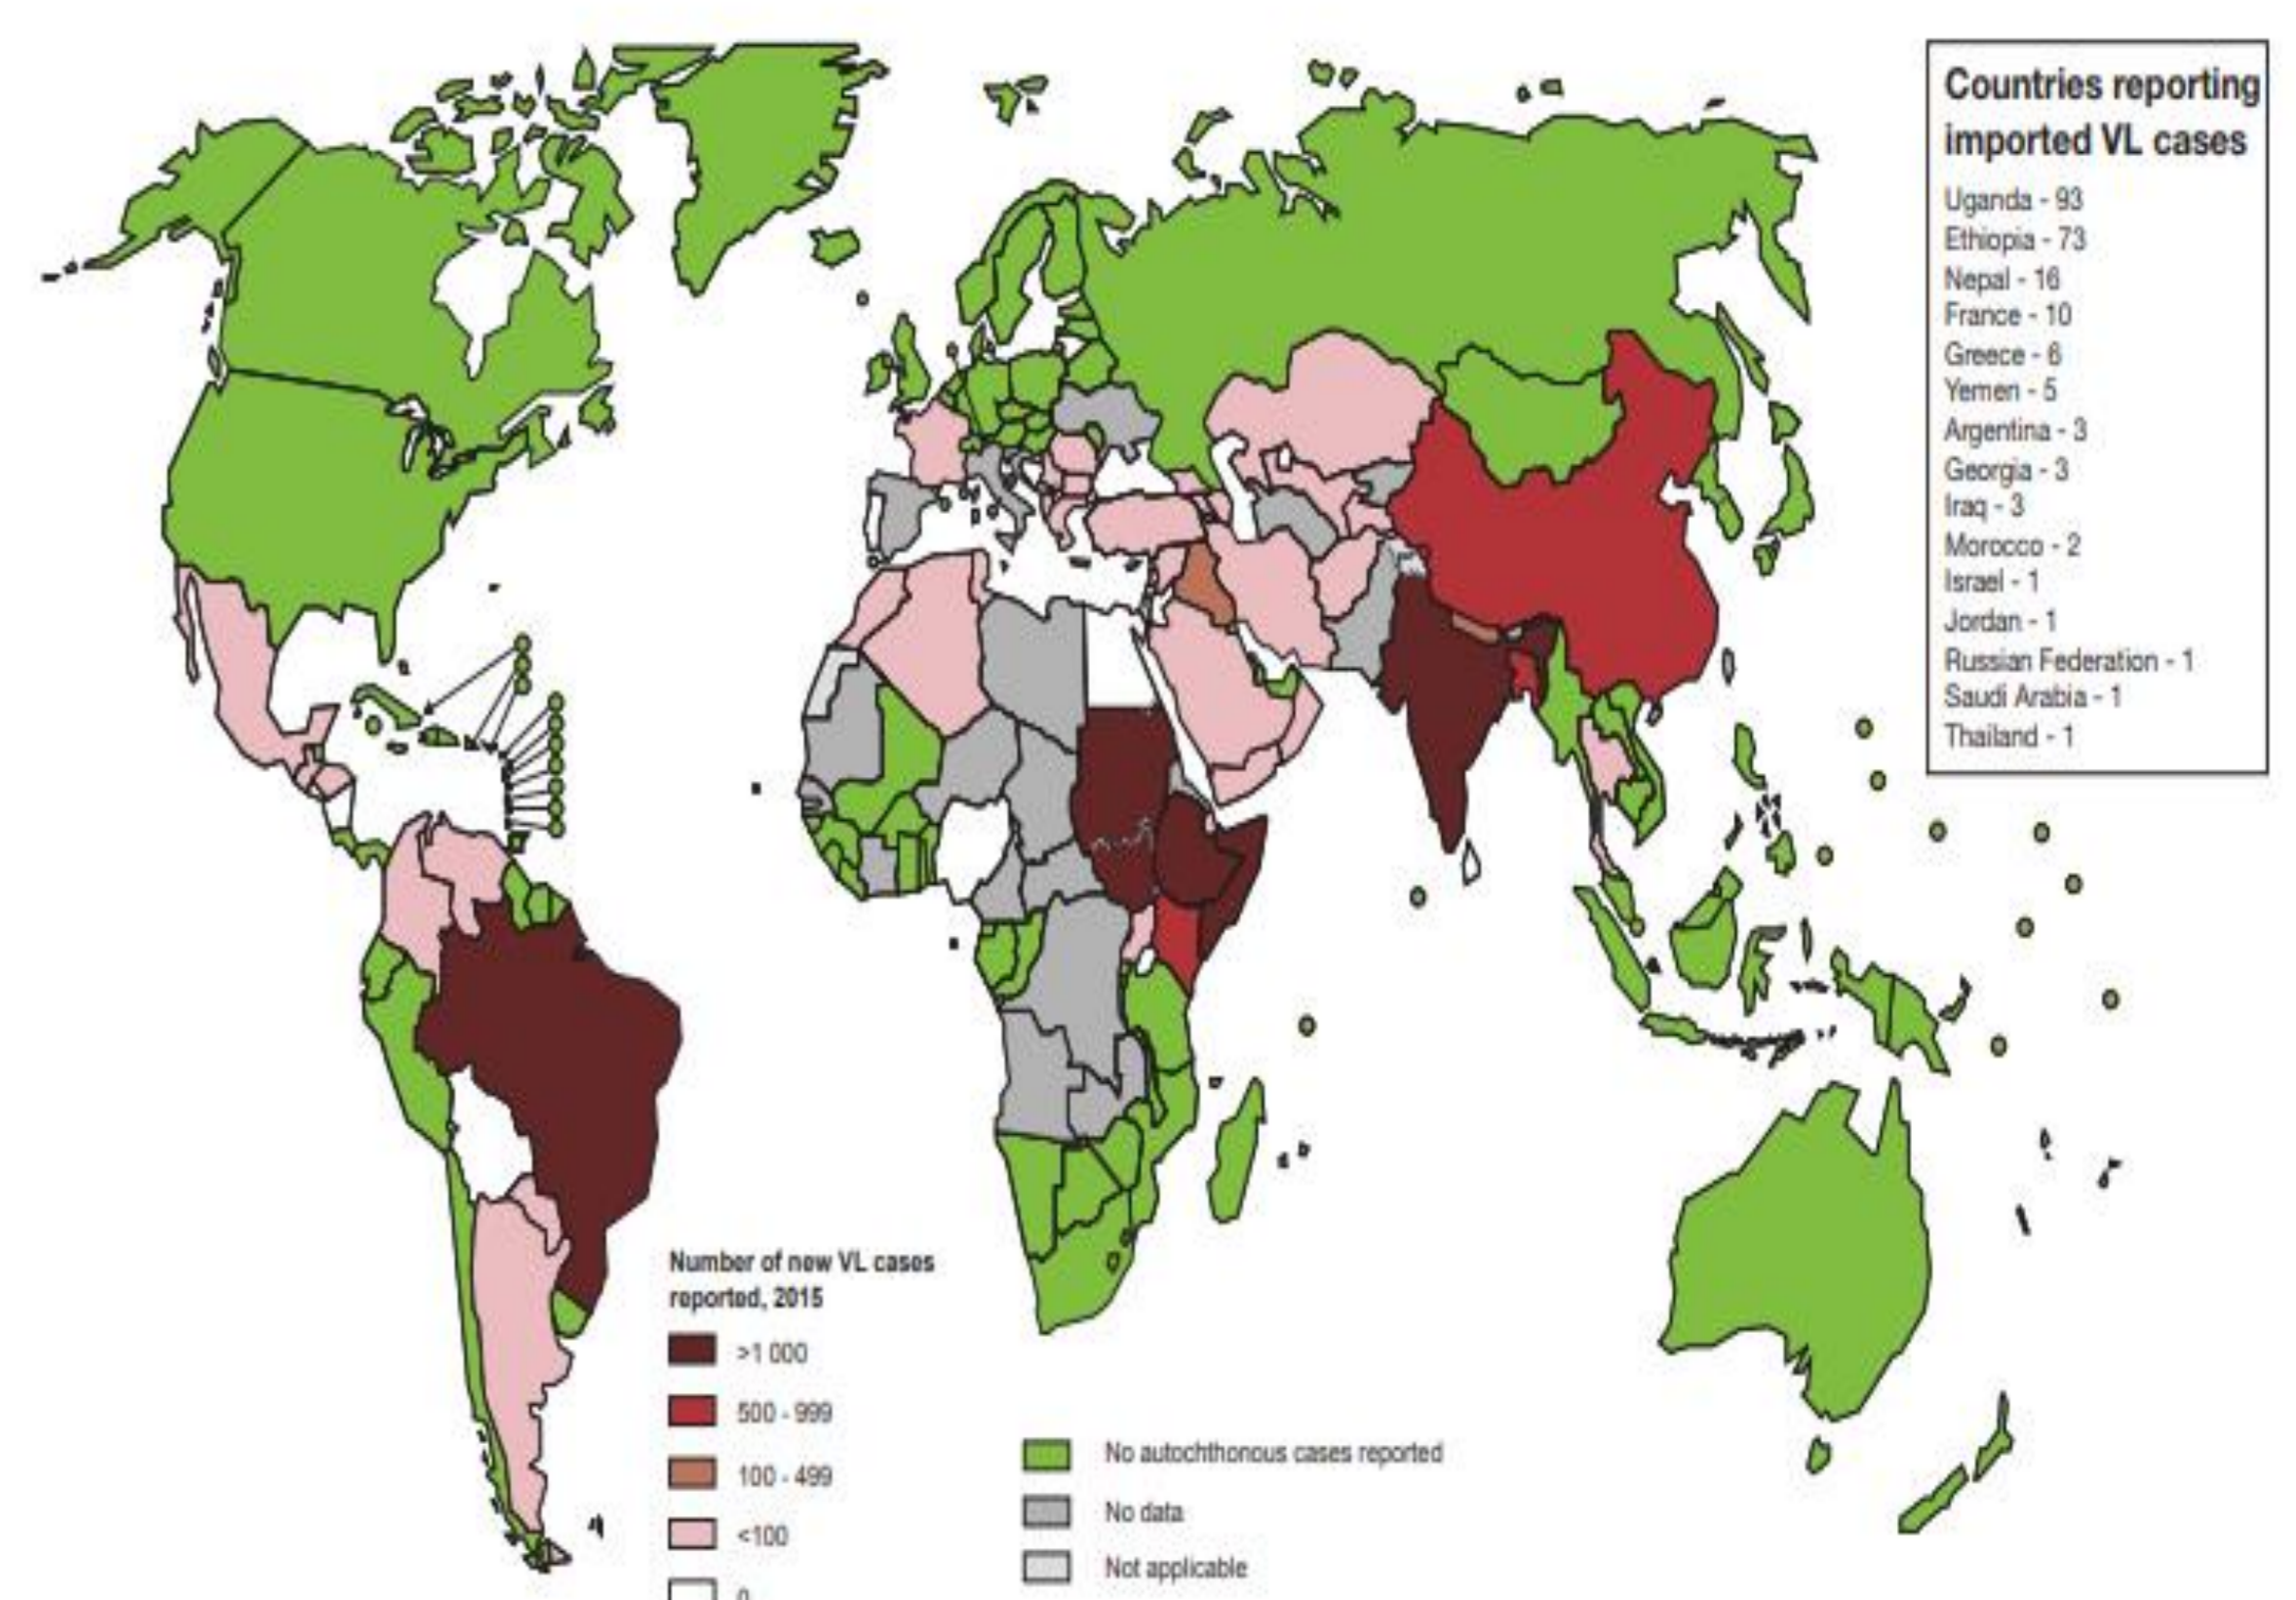 Countries reporting
imported VL cases
Uganda - 93
Ethiopia - 73
Nepal - 16
France - 10
Greece - 6
Yemen - 5
Argentina - 3
Georgia - 3
Iraq - 3
Morocco - 2
Israel - 1
Jordan - 1
Russian Federation - 1
Saudi Arabia - 1
Thailand - 1
Number of new VL cases
reported, 2015
>1 000
500 - 999
100 - 499
<100
0
No autochthonous cases reported
No data
Not applicable